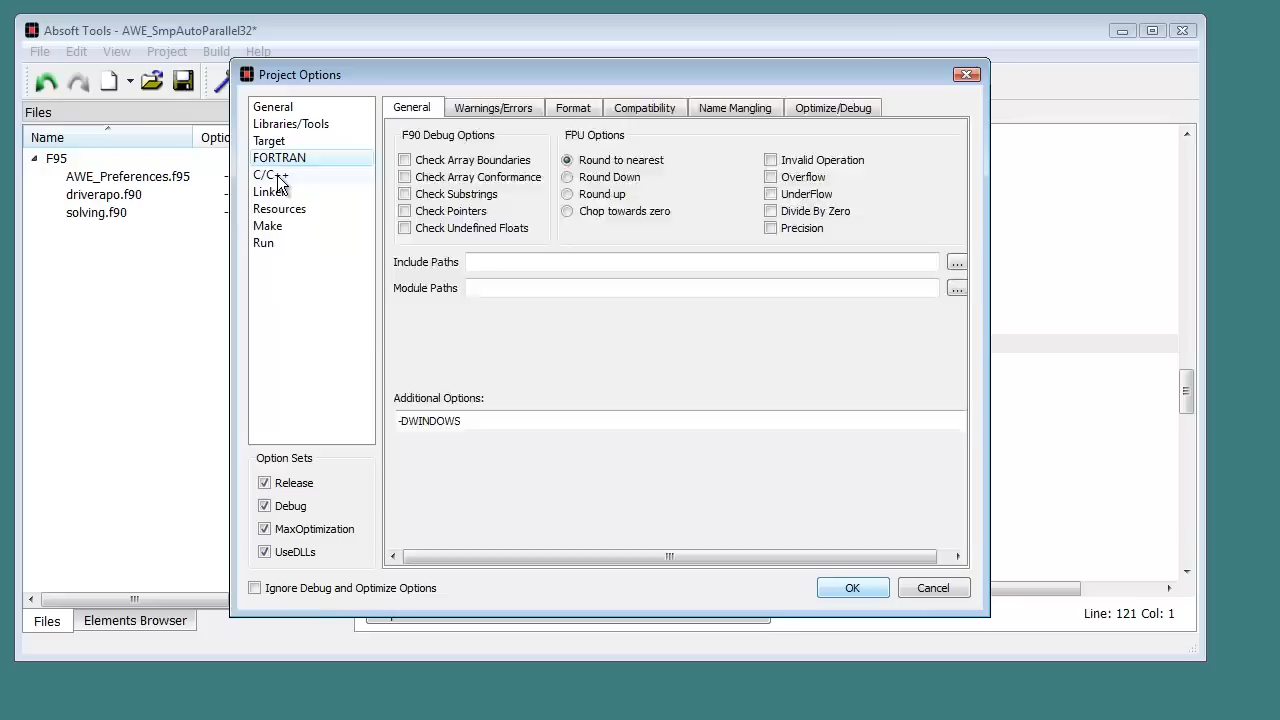 Absoft Tools - AWE_SmpAutoParallel32*
File Edit View Project Build Help
Files
Name Optio
F95
AWE_Preferences.f95
driverapo.f90
solving.f90
Files Elements Browser
Line: 121 Col: 1
Project Options
General
Libraries/Tools
Target
FORTRAN
C/C++
Linker
Resources
Make
Run
Option Sets
Release
Debug
MaxOptimization
UseDLLs
Ignore Debug and Optimize Options
General Warnings/Errors Format Compatibility Name Mangling Optimize/Debug
F90 Debug Options
Check Array Boundaries
Check Array Conformance
Check Substrings
Check Pointers
Check Undefined Floats
FPU Options
Round to nearest
Round Down
Round up
Chop towards zero
Invalid Operation
Overflow
UnderFlow
Divide By Zero
Precision
Include Paths ...
Module Paths ...
Additional Options:
-DWINDOWS
OK Cancel